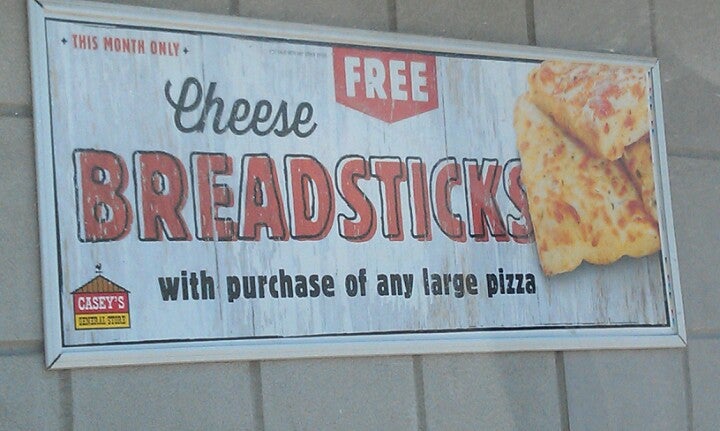 • THIS MONTH ONLY •
FREE
Cheese
BREADSTICKS
with purchase of any large pizza
CASEY'S
GENERAL STORE